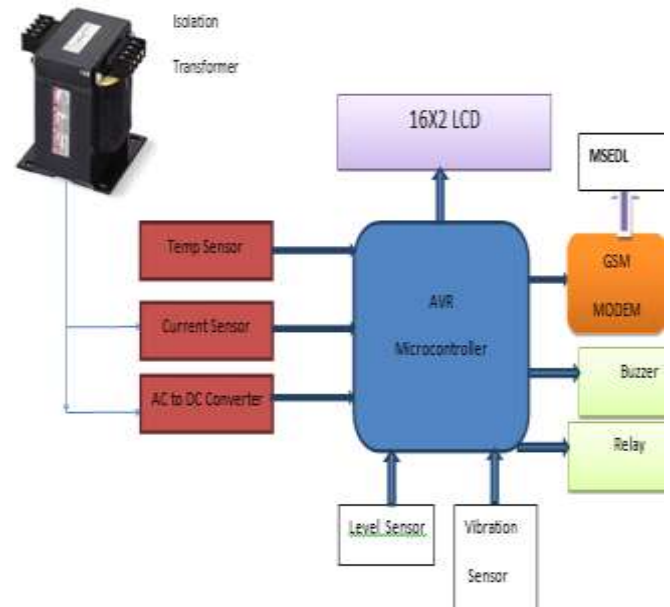 Isolation
Transformer
16X2 LCD
MSEDL
Temp Sensor
AVR
Microcontroller
GSM
MODEM
Current Sensor
Buzzer
AC to DC Converter
Relay
Level Sensor
Vibration
Sensor